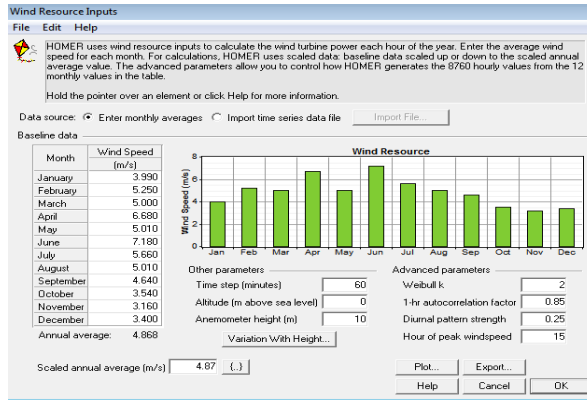 Wind Resource Inputs
File Edit Help
HOMER uses wind resource inputs to calculate the wind turbine power each hour of the year. Enter the average wind
speed for each month. For calculations, HOMER uses scaled data: baseline data scaled up or down to the scaled annual
average value. The advanced parameters allow you to control how HOMER generates the 8760 hourly values from the 12
monthly values in the table.
Hold the pointer over an element or click Help for more information.
Data source: Enter monthly averages Import time series data file Import File...
Baseline data
Month Wind Speed
(m/s)
January 3.990
February 5.250
March 5.000
April 6.680
May 5.010
June 7.180
July 5.660
August 5.010
September 4.640
October 3.540
November 3.160
December 3.400
Annual average: 4.868
Wind Resource
Wind Speed (m/s)
8
6
4
2
0
Jan Feb Mar Apr May Jun Jul Aug Sep Oct Nov Dec
Other parameters
Time step (minutes) 60
Altitude (m above sea level) 0
Anemometer height (m) 10
Variation With Height...
Advanced parameters
Weibull k 2
1-hr autocorrelation factor 0.85
Diurnal pattern strength 0.25
Hour of peak windspeed 15
Scaled annual average (m/s) 4.87 {..}
Plot... Export...
Help Cancel OK